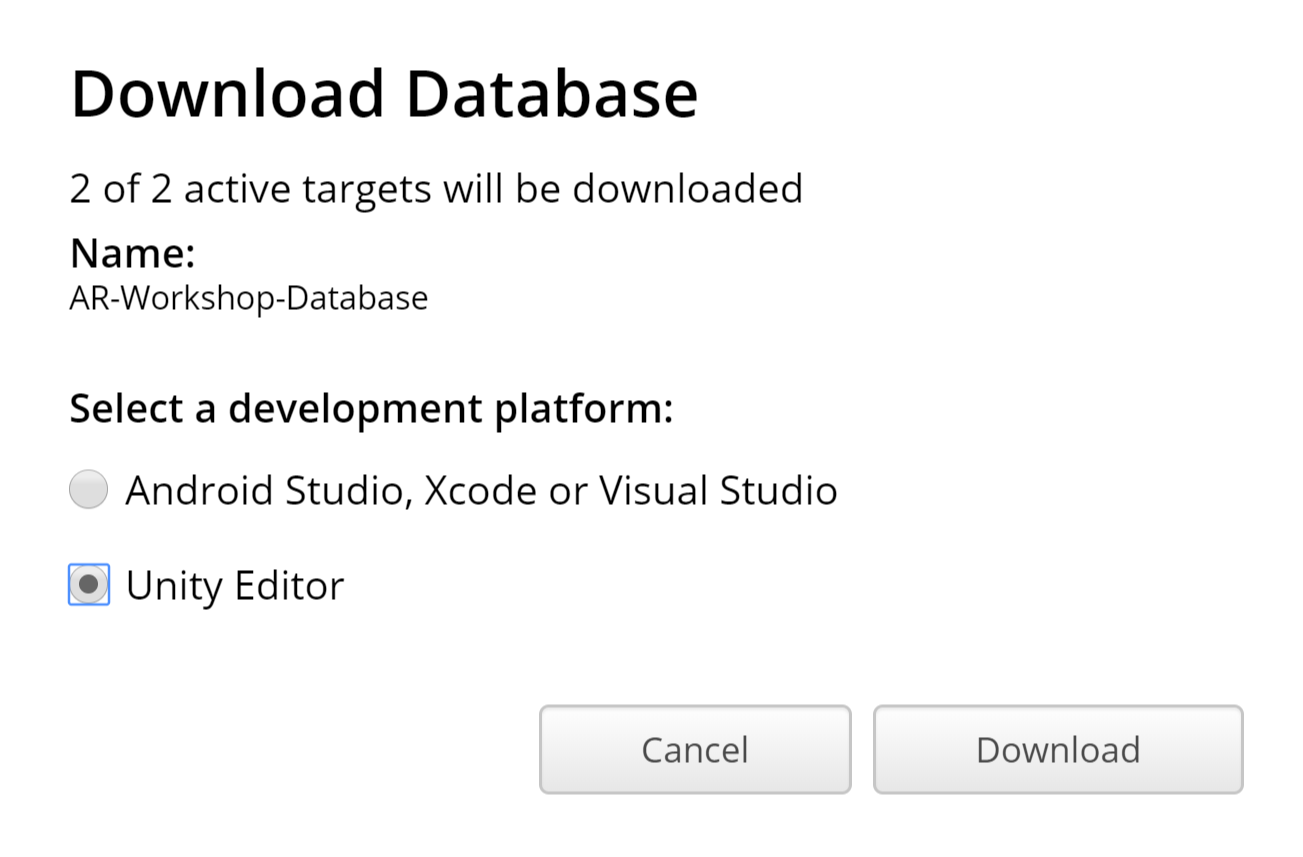 Download Database
2 of 2 active targets will be downloaded
Name:
AR-Workshop-Database
Select a development platform:
Android Studio, Xcode or Visual Studio
Unity Editor
Cancel
Download